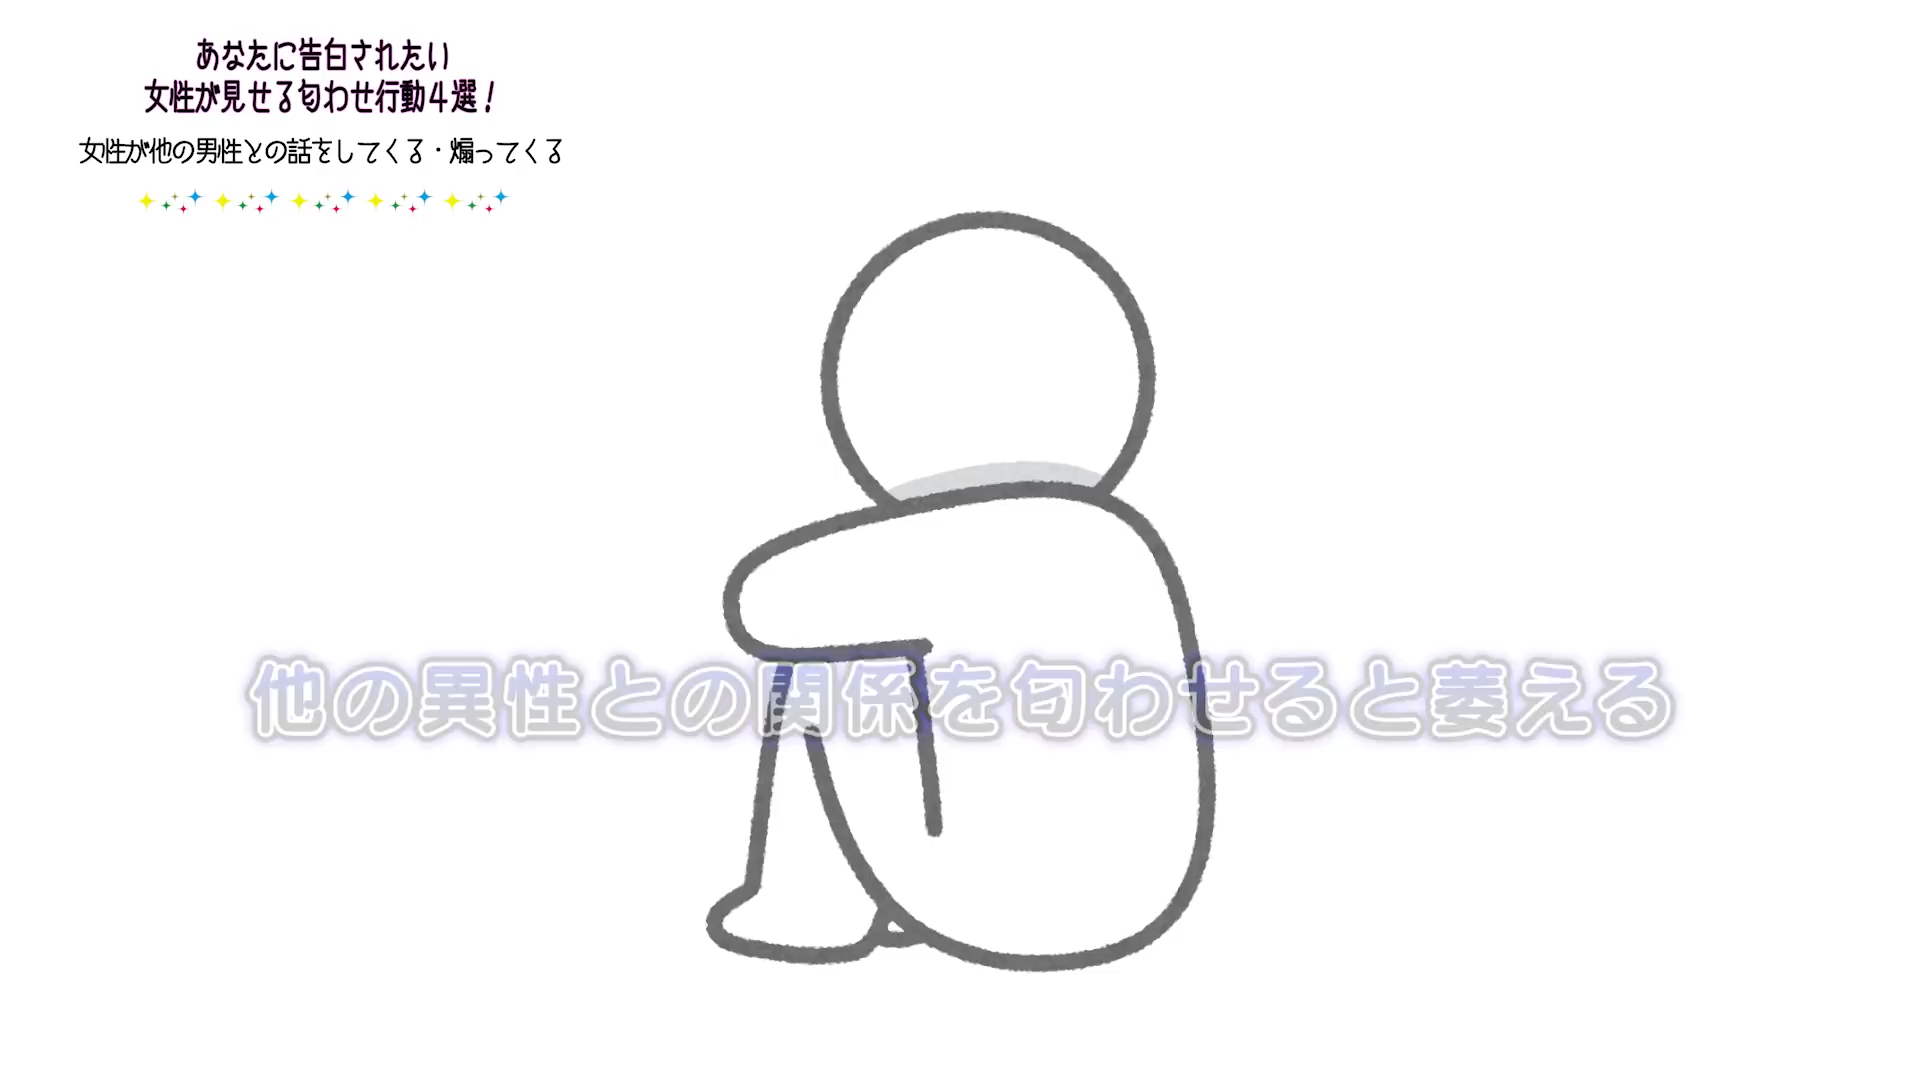 あなたに告白されたい
女性が見せる匂わせ行動4選!
女性が他の男性との話をしてくる・煽ってくる
他の異性との関係を匂わせると萎える